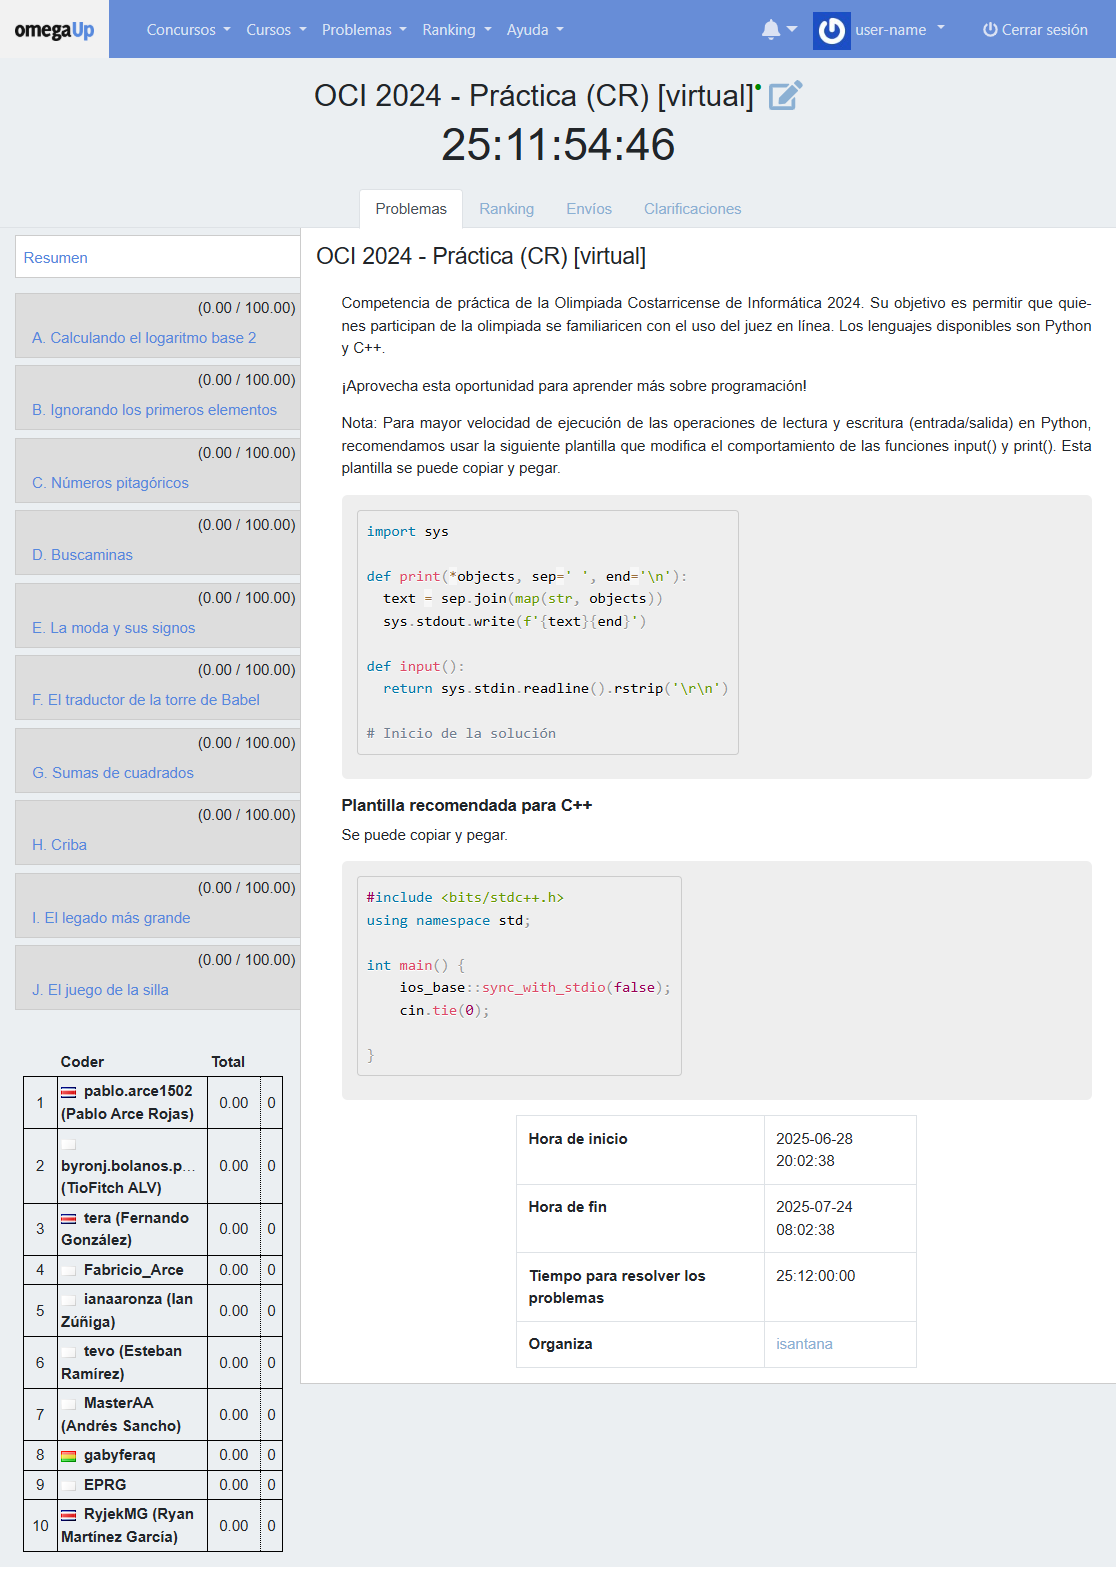 omegaUp
Concursos
Cursos
Problemas
Ranking
Ayuda
user-name
Cerrar sesión
OCI 2024 - Práctica (CR) [virtual]
25:11:54:46
Problemas
Ranking
Envíos
Clarificaciones
Resumen
(0.00 / 100.00)
A. Calculando el logaritmo base 2
(0.00 / 100.00)
B. Ignorando los primeros elementos
(0.00 / 100.00)
C. Números pitagóricos
(0.00 / 100.00)
D. Buscaminas
(0.00 / 100.00)
E. La moda y sus signos
(0.00 / 100.00)
F. El traductor de la torre de Babel
(0.00 / 100.00)
G. Sumas de cuadrados
(0.00 / 100.00)
H. Criba
(0.00 / 100.00)
I. El legado más grande
(0.00 / 100.00)
J. El juego de la silla
Coder Total
1 pablo.arce1502 (Pablo Arce Rojas) 0.00 0
2 byronj.bolanos.p... (TioFitch ALV) 0.00 0
3 tera (Fernando González) 0.00 0
4 Fabricio_Arce 0.00 0
5 ianaaronza (Ian Zúñiga) 0.00 0
6 tevo (Esteban Ramírez) 0.00 0
7 MasterAA (Andrés Sancho) 0.00 0
8 gabyferaq 0.00 0
9 EPRG 0.00 0
10 RyjekMG (Ryan Martínez García) 0.00 0
OCI 2024 - Práctica (CR) [virtual]
Competencia de práctica de la Olimpiada Costarricense de Informática 2024. Su objetivo es permitir que quie-
nes participan de la olimpiada se familiaricen con el uso del juez en línea. Los lenguajes disponibles son Python
y C++.
¡Aprovecha esta oportunidad para aprender más sobre programación!
Nota: Para mayor velocidad de ejecución de las operaciones de lectura y escritura (entrada/salida) en Python,
recomendamos usar la siguiente plantilla que modifica el comportamiento de las funciones input() y print(). Esta
plantilla se puede copiar y pegar.
import sys
def print(*objects, sep=' ', end='\n'):
  text = sep.join(map(str, objects))
  sys.stdout.write(f'{text}{end}')
def input():
  return sys.stdin.readline().rstrip('\r\n')
# Inicio de la solución
Plantilla recomendada para C++
Se puede copiar y pegar.
#include <bits/stdc++.h>
using namespace std;
int main() {
    ios_base::sync_with_stdio(false);
    cin.tie(0);
}
Hora de inicio 2025-06-28
20:02:38
Hora de fin 2025-07-24
08:02:38
Tiempo para resolver los 25:12:00:00
problemas
Organiza isantana